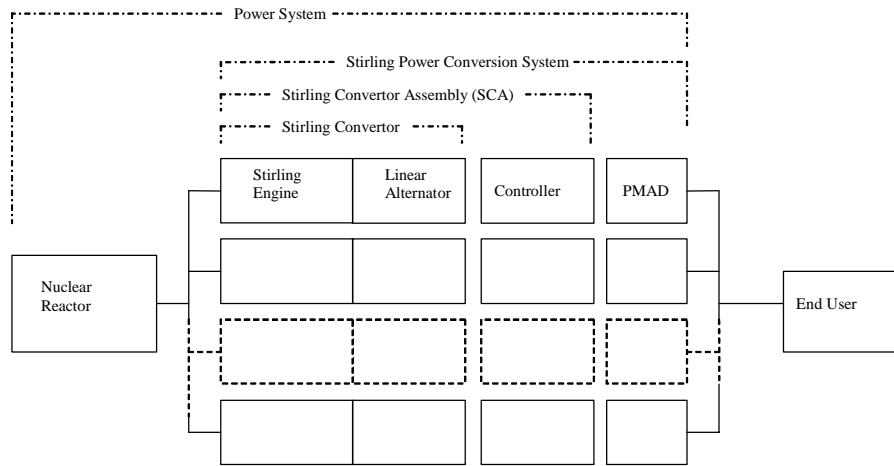 Power System
Stirling Power Conversion System
Stirling Convertor Assembly (SCA)
Stirling Convertor
Stirling
Engine
Linear
Alternator
Controller
PMAD
Nuclear
Reactor
End User